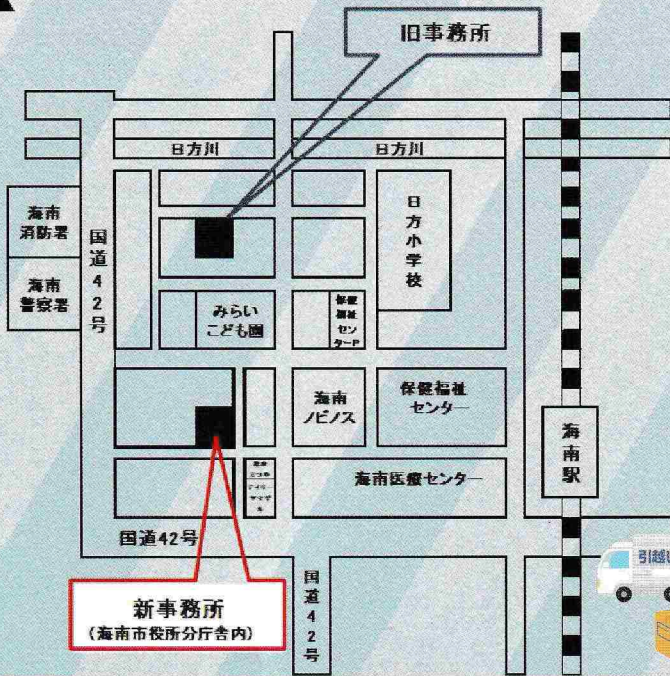 旧事務所
日方川
日方川
海南
消防署
海南
警察署
国道42号
日方小学校
みらい
こども園
保健
福祉
セン
ターP
海南
ノビノス
保健福祉
センター
海南駅
海南医療センター
国道42号
新事務所
(海南市役所分庁舎内)
国道42号
引越し